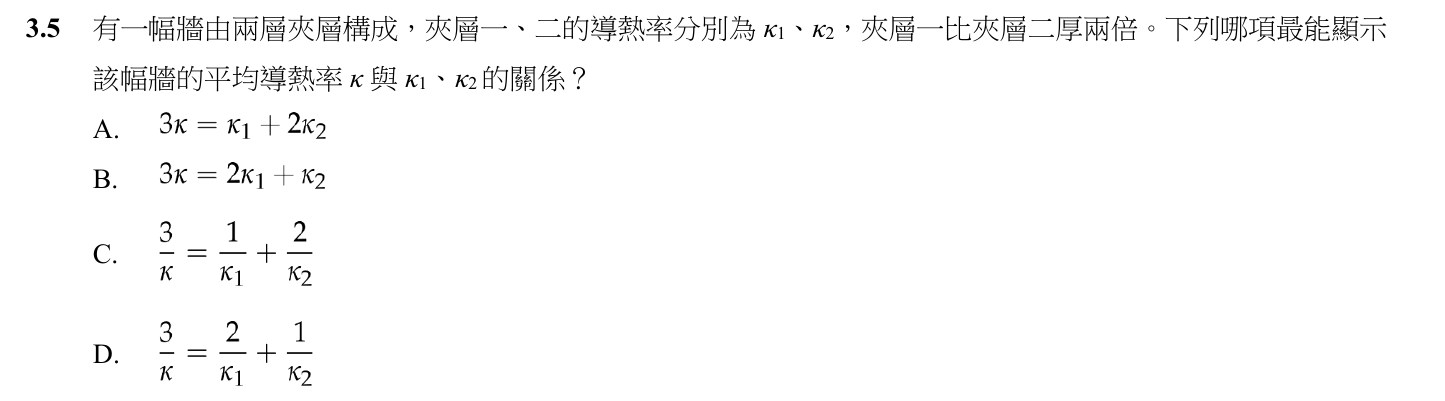 3.5 有一幅牆由兩層夾層構成，夾層一、二的導熱率分別為 κ₁、κ₂，夾層一比夾層二厚兩倍。下列哪項最能顯示
該幅牆的平均導熱率 κ 與 κ₁、κ₂ 的關係？
A. 3κ = κ₁ + 2κ₂
B. 3κ = 2κ₁ + κ₂
C. 3/κ = 1/κ₁ + 2/κ₂
D. 3/κ = 2/κ₁ + 1/κ₂